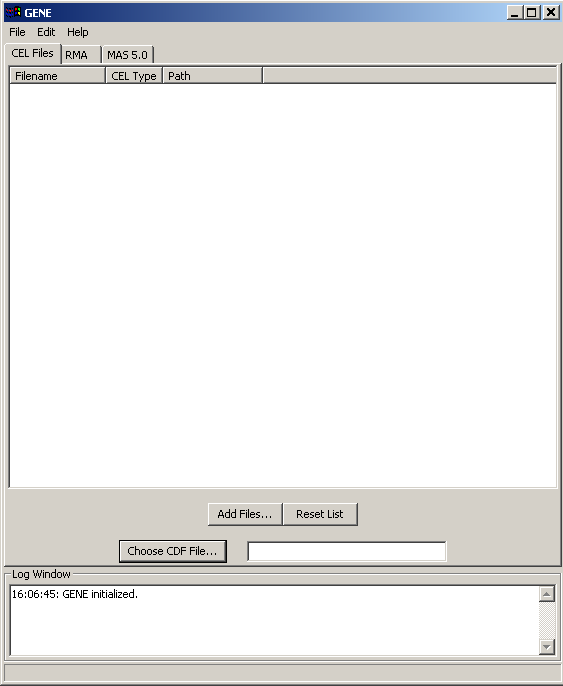 GENE
File Edit Help
CEL Files RMA MAS 5.0
Filename CEL Type Path
Add Files... Reset List
Choose CDF File...
Log Window
16:06:45: GENE initialized.